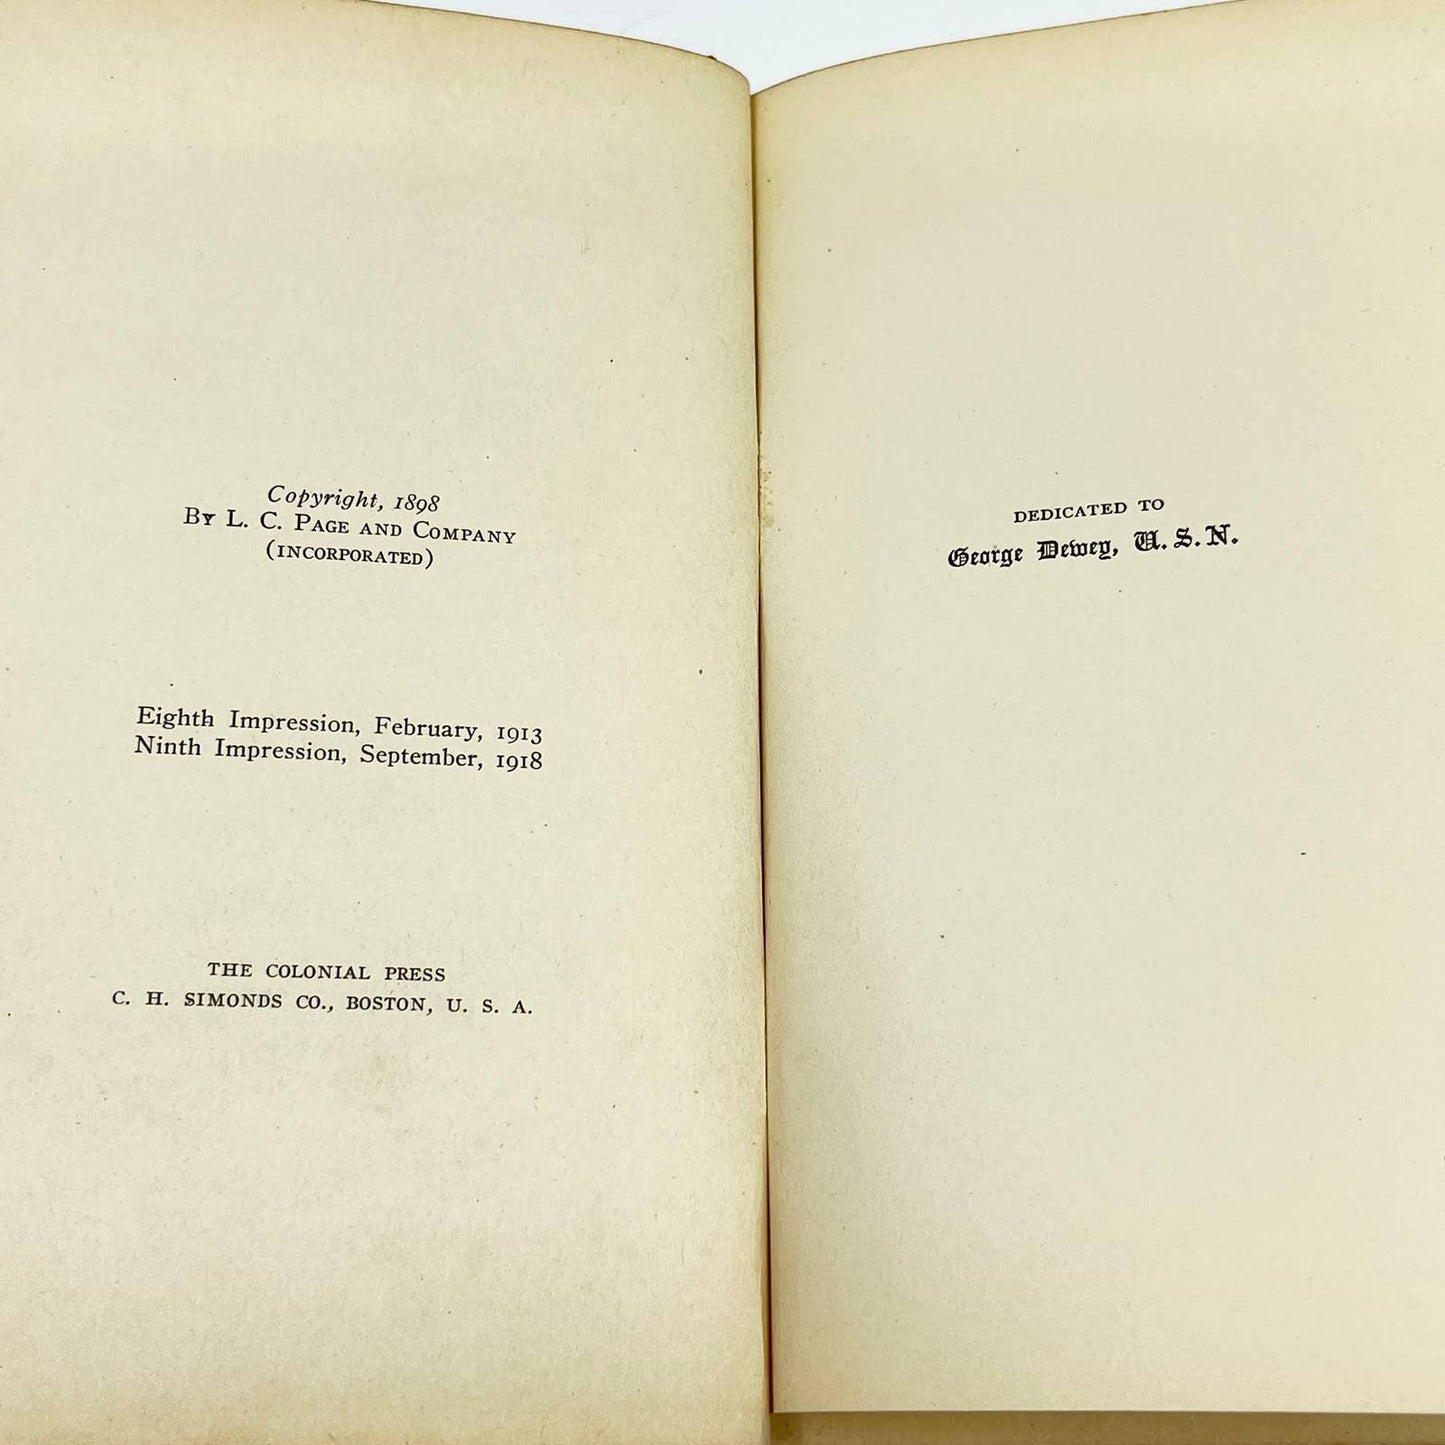 Copyright, 1898
By L. C. Page and Company
(INCORPORATED)
Eighth Impression, February, 1913
Ninth Impression, September, 1918
THE COLONIAL PRESS
C. H. SIMONDS CO., BOSTON, U. S. A.
DEDICATED TO
George Dewey, U. S. N.